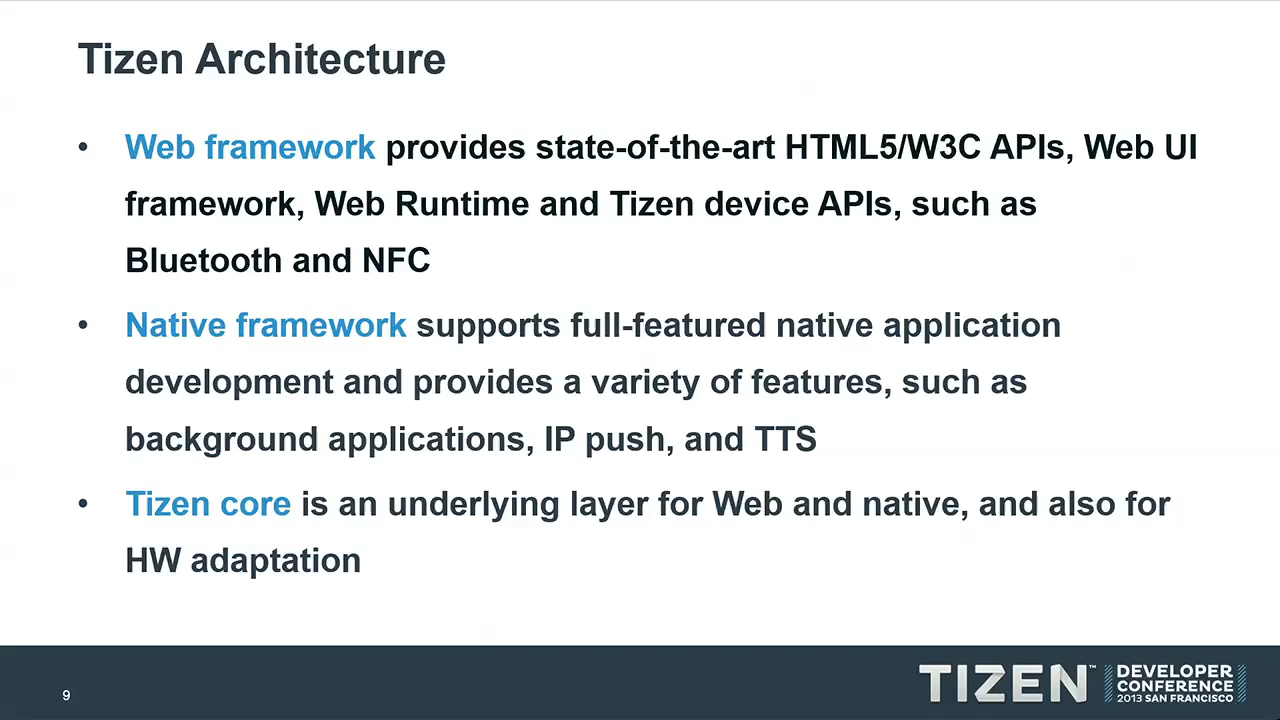 Tizen Architecture
• Web framework provides state-of-the-art HTML5/W3C APIs, Web UI
framework, Web Runtime and Tizen device APIs, such as
Bluetooth and NFC
• Native framework supports full-featured native application
development and provides a variety of features, such as
background applications, IP push, and TTS
• Tizen core is an underlying layer for Web and native, and also for
HW adaptation
9
TIZEN™
DEVELOPER
CONFERENCE
2013 SAN FRANCISCO